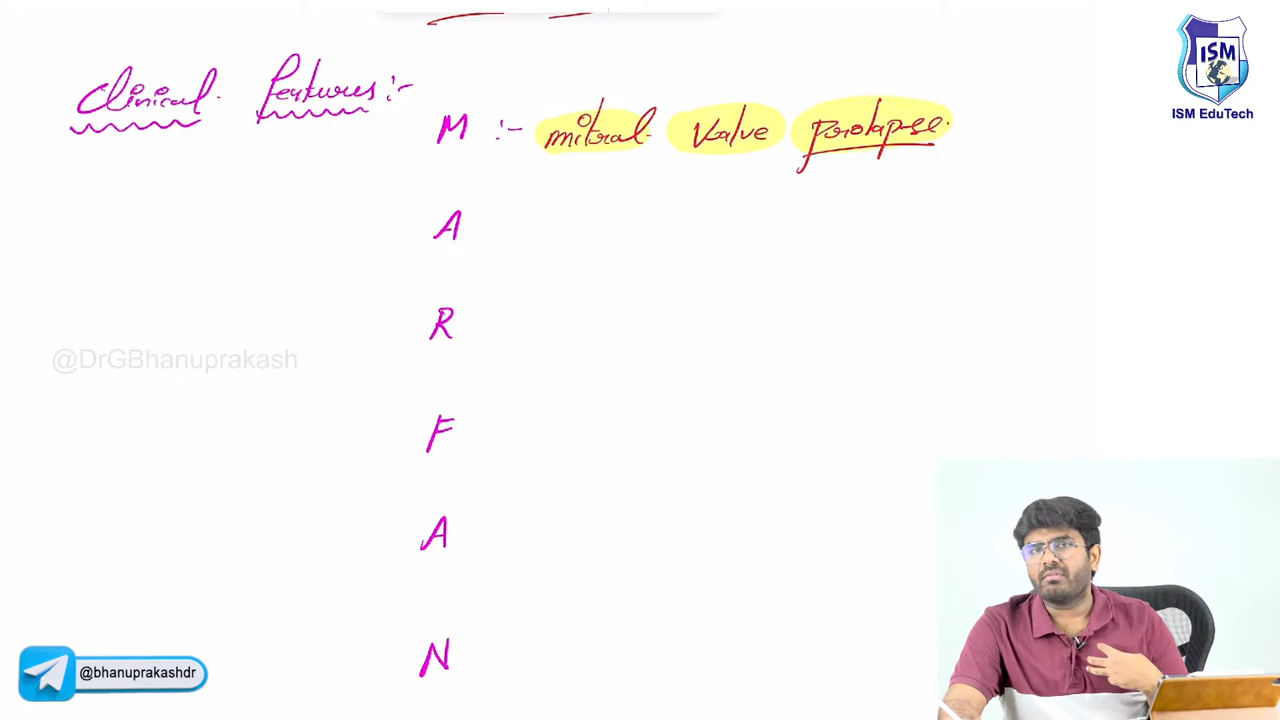 Clinical Features :-
M :- mitral valve prolapse.
A
R
F
A
N
ISM
ISM EduTech
@DrGBhanuprakash
@bhanuprakashdr